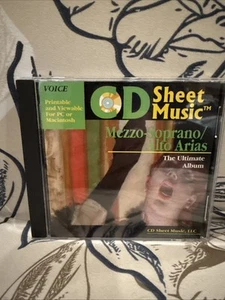 VOICE
Printable
and Viewable
For PC or
Macintosh
CD Sheet
Music™
Mezzo-Soprano/
Alto Arias
The Ultimate
Album
CD Sheet Music, LLC